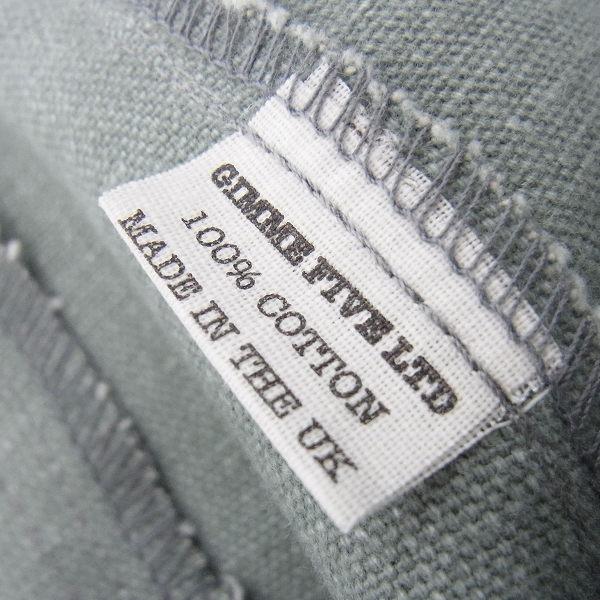 GIMME FIVE LTD
100% COTTON
MADE IN THE UK